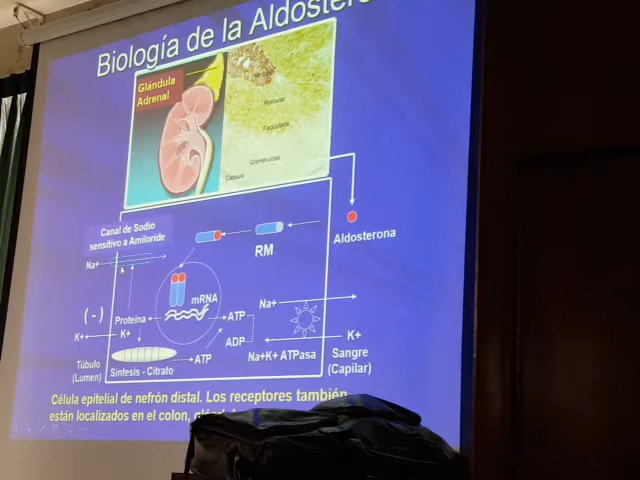 Biología de la Aldostero
Glándula
Adrenal
Reticular
Fasciculada
Glomerulosa
Capsula
Canal de Sodio
sensitivo a Amiloride
Aldosterona
RM
Na+
mRNA
Na+
( - )
Proteína
ATP
K+
K+
ADP
K+
Túbulo
(Lumen)
Síntesis - Citrato
ATP
Na+K+ ATPasa
Sangre
(Capilar)
Célula epitelial de nefrón distal. Los receptores también
están localizados en el colon,